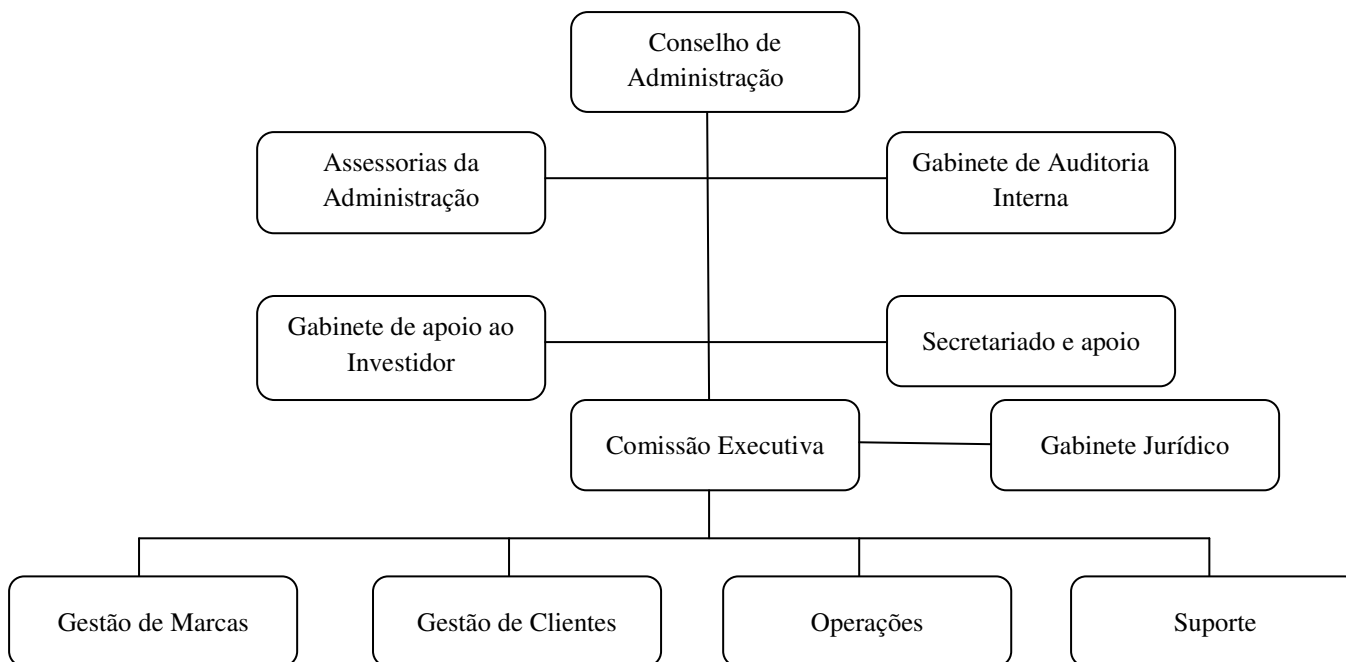 Conselho de
Administração
Assessorias da
Administração
Gabinete de Auditoria
Interna
Gabinete de apoio ao
Investidor
Secretariado e apoio
Comissão Executiva
Gabinete Jurídico
Gestão de Marcas
Gestão de Clientes
Operações
Suporte